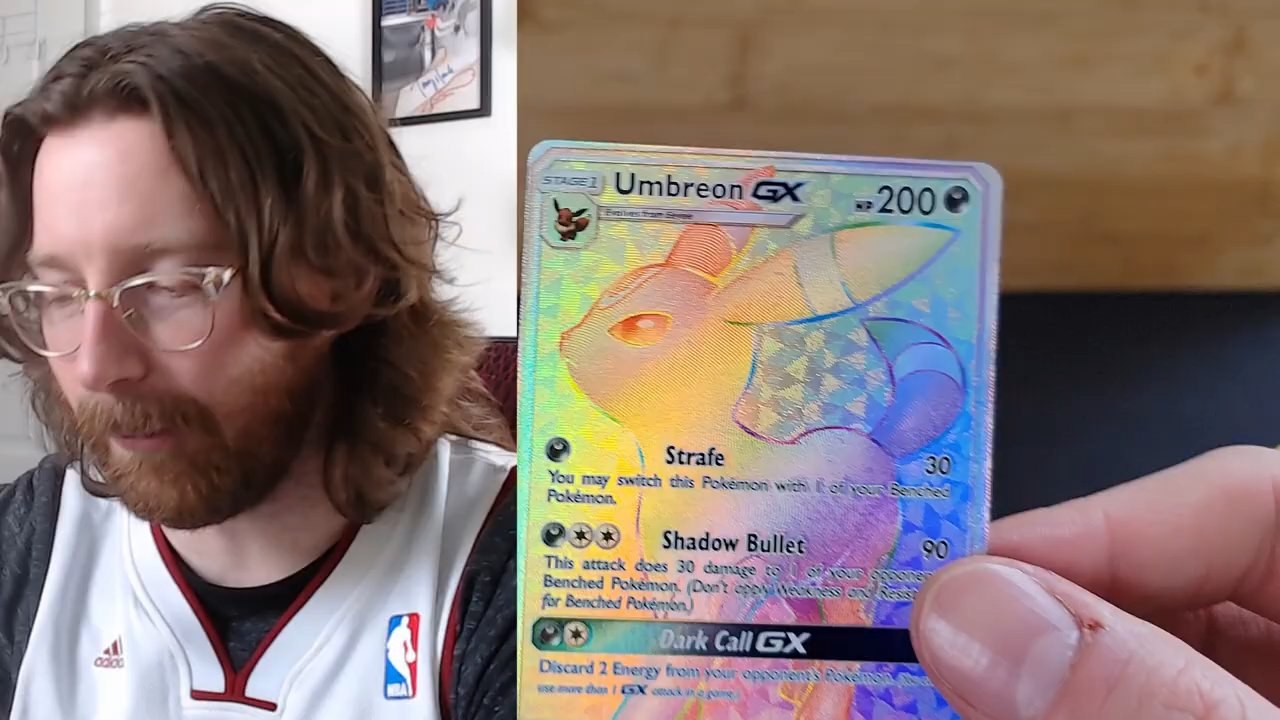 STAGE 1
Umbreon GX
HP 200
Evolves from Eevee
Strafe 30
You may switch this Pokémon with 1 of your Benched
Pokémon.
Shadow Bullet 90
This attack does 30 damage to 1 of your
Benched Pokémon. (Don't apply Weakness and
for Benched Pokémon.)
Dark Call GX
Discard 2 Energy from your opponent's Pokémon.
use more than 1 GX attack in a game.)
adidas
NBA